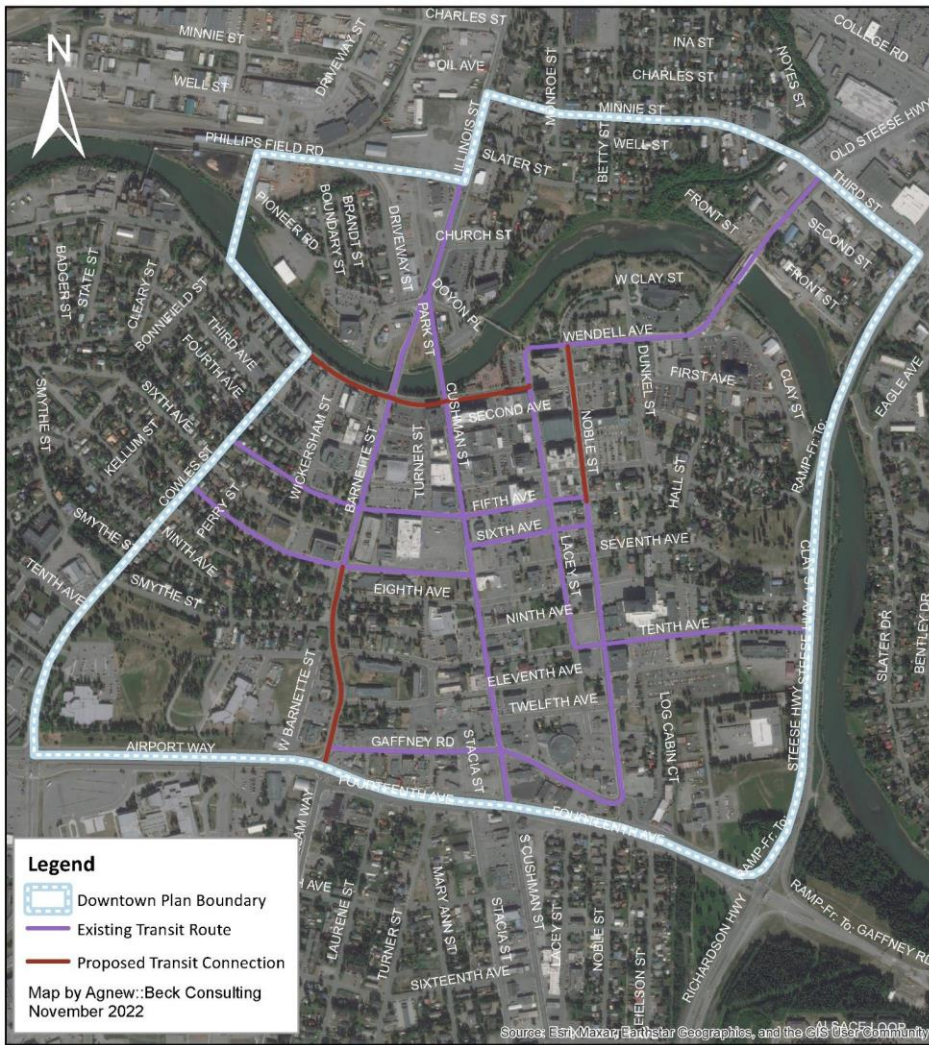 CHARLES ST
MINNIE ST
INA ST
COLLEGE RD
DRIVEWAY ST
OIL AVE
MONROE ST
NOYES ST
N
WELL ST
CHARLES ST
ILLINOIS ST
MINNIE ST
OLD STEESE HWY
PHILLIPS FIELD RD
SLATER ST
BETTY ST
WELL ST
THIRD ST
PIONEER RD
BOUNDARY ST
BRANDT ST
DRIVEWAY ST
CHURCH ST
FRONT ST
SECOND ST
FRONT ST
BADGER ST
STATE ST
CLEARY ST
BONNIFIELD ST
DOYON PL
W CLAY ST
PARK ST
WENDELL AVE
THIRD AVE
FOURTH AVE
DUNKEL ST
FIRST AVE
CLAY ST
EAGLE AVE
SMYTHE ST
SIXTH AVE
KELLUM ST
WICKERSHAM ST
CUSHMAN ST
SECOND AVE
NOBLE ST
RAMP-Fr. To:
COWLES ST
BARNETTE ST
TURNER ST
HALL ST
PERRY ST
FIFTH AVE
SIXTH AVE
SEVENTH AVE
SMYTHE ST
NINTH AVE
LACEY ST
TENTH AVE
SMYTHE ST
EIGHTH AVE
NINTH AVE
TENTH AVE
STEESE HWY
SLATER DR
BENTLEY DR
ELEVENTH AVE
TWELFTH AVE
LOG CABIN CT
STEESE HWY
W BARNETTE ST
AIRPORT WAY
GAFFNEY RD
STACIA ST
FOURTEENTH AVE
FOURTEENTH AVE
LAURENE ST
TURNER ST
MARY ANN ST
STACIA ST
S CUSHMAN ST
LACEY ST
NOBLE ST
RICHARDSON HWY
RAMP-Fr. To: GAFFNEY RD
SIXTEENTH AVE
Legend
Downtown Plan Boundary
Existing Transit Route
Proposed Transit Connection
Map by Agnew::Beck Consulting
November 2022
ALSACE LOOP
Source: Esri, Maxar, Earthstar Geographics, and the GIS User Community